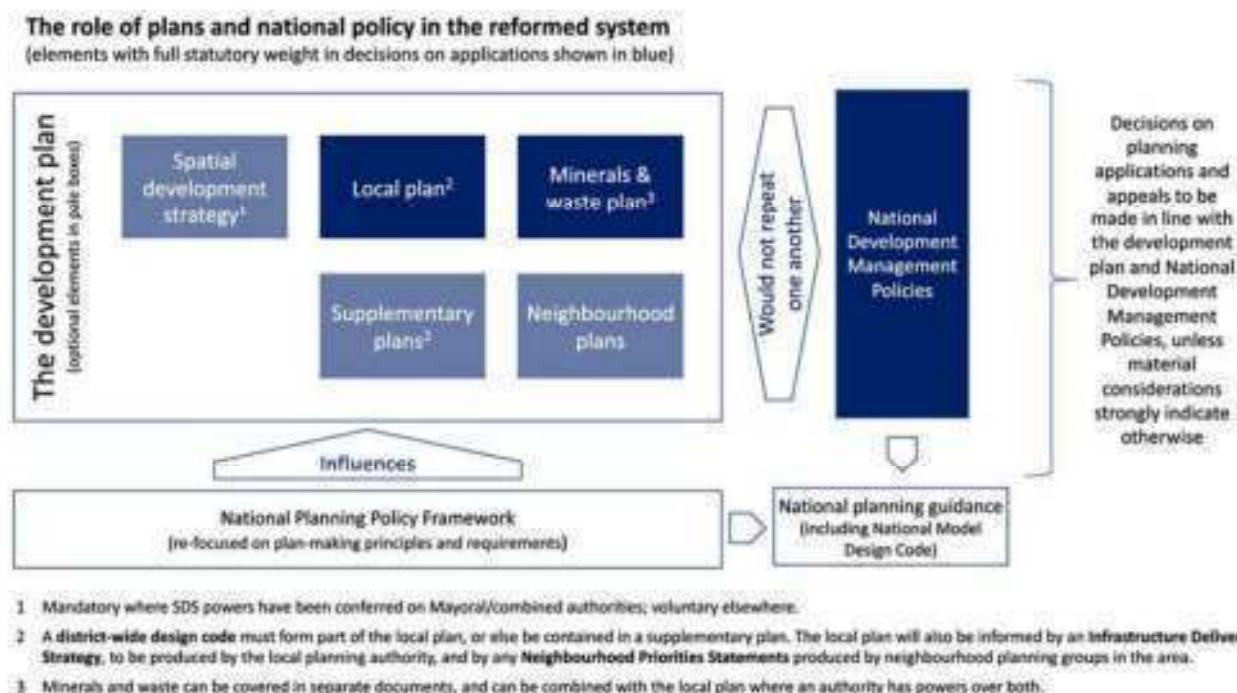 The role of plans and national policy in the reformed system
(elements with full statutory weight in decisions on applications shown in blue)
The development plan
(optional elements in pale boxes)
Spatial
development
strategy1
Local plan2
Minerals &
waste plan3
Supplementary
plans2
Neighbourhood
plans
Would not repeat
one another
National
Development
Management
Policies
Decisions on
planning
applications and
appeals to be
made in line with
the development
plan and National
Development
Management
Policies, unless
material
considerations
strongly indicate
otherwise
Influences
National Planning Policy Framework
(re-focused on plan-making principles and requirements)
National planning guidance
(including National Model
Design Code)
1 Mandatory where SDS powers have been conferred on Mayoral/combined authorities; voluntary elsewhere.
2 A district-wide design code must form part of the local plan, or else be contained in a supplementary plan. The local plan will also be informed by an Infrastructure Deliver
Strategy, to be produced by the local planning authority, and by any Neighbourhood Priorities Statements produced by neighbourhood planning groups in the area.
3 Minerals and waste can be covered in separate documents, and can be combined with the local plan where an authority has powers over both.